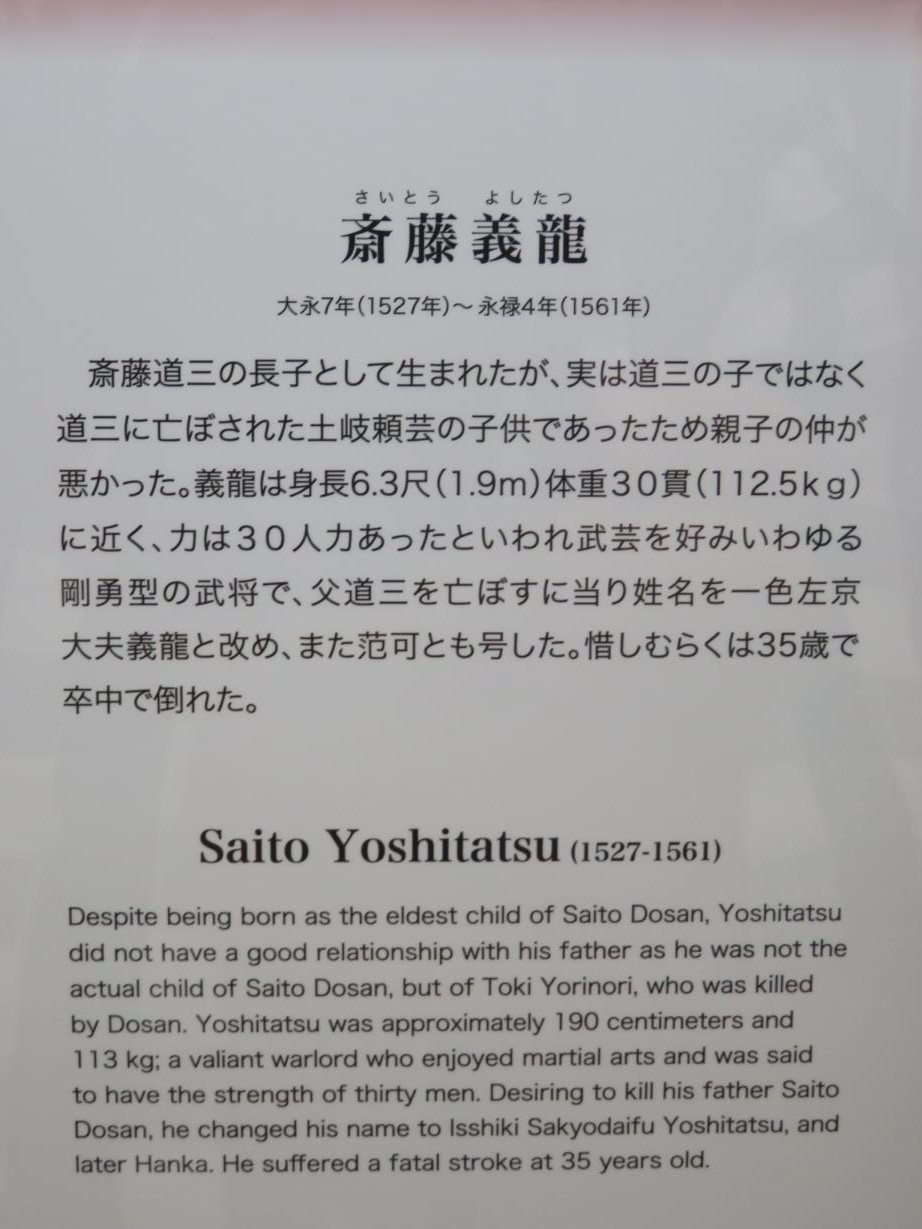 さいとう よしたつ
斎藤義龍
大永7年(1527年)～永禄4年(1561年)
斎藤道三の長子として生まれたが、実は道三の子ではなく
道三に亡ぼされた土岐頼芸の子供であったため親子の仲が
悪かった。義龍は身長6.3尺(1.9m)体重30貫(112.5kg)
に近く、力は30人力あったといわれ武芸を好みいわゆる
剛勇型の武将で、父道三を亡ぼすに当り姓名を一色左京
大夫義龍と改め、また范可とも号した。惜しむらくは35歳で
卒中で倒れた。
Saito Yoshitatsu (1527-1561)
Despite being born as the eldest child of Saito Dosan, Yoshitatsu
did not have a good relationship with his father as he was not the
actual child of Saito Dosan, but of Toki Yorinori, who was killed
by Dosan. Yoshitatsu was approximately 190 centimeters and
113 kg; a valiant warlord who enjoyed martial arts and was said
to have the strength of thirty men. Desiring to kill his father Saito
Dosan, he changed his name to Isshiki Sakyodaifu Yoshitatsu, and
later Hanka. He suffered a fatal stroke at 35 years old.